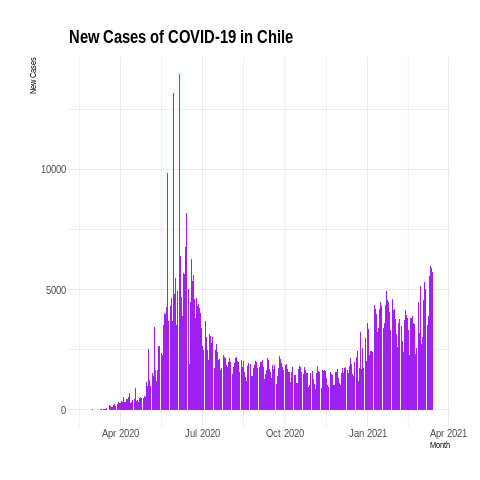 New Cases of COVID-19 in Chile
New Cases
10000
5000
0
Apr 2020
Jul 2020
Oct 2020
Jan 2021
Apr 2021
Month